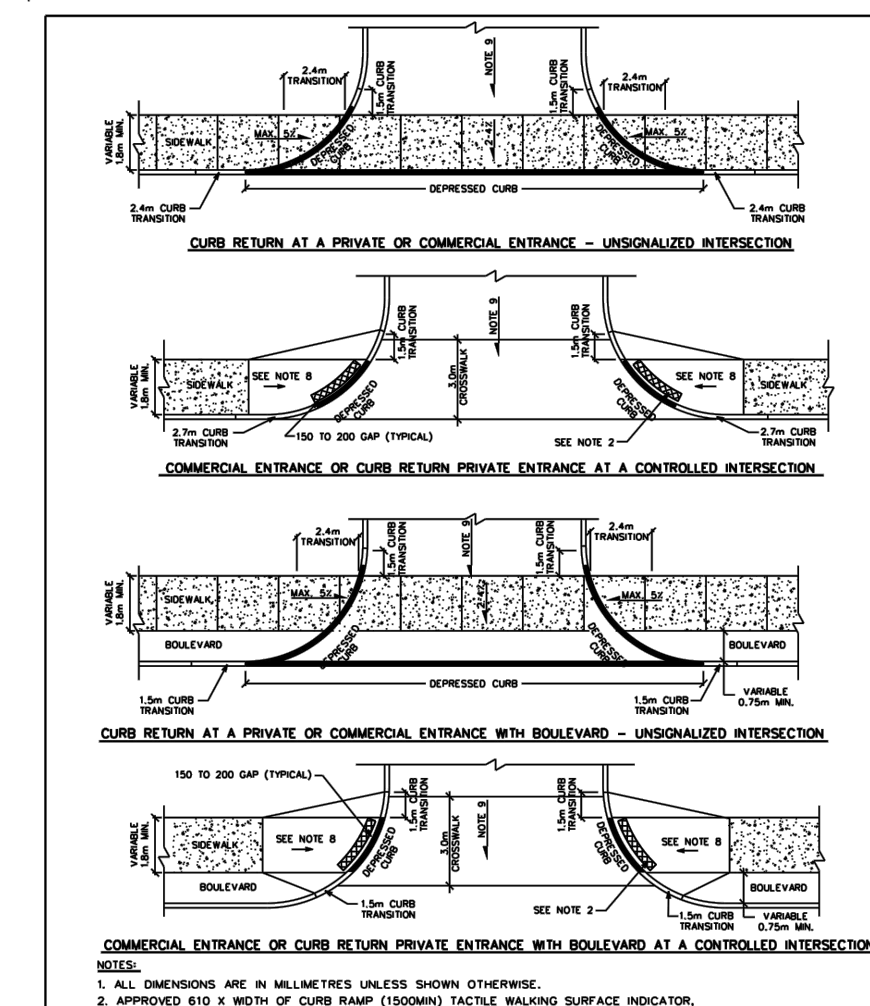 2.4m
TRANSITION
1.5m CURB
TRANSITION
NOTE 9
1.5m CURB
TRANSITION
2.4m
TRANSITION
VARIABLE
1.8m MIN.
SIDEWALK
MAX. 5%
DEPRESSED
CURB
2-4%
DEPRESSED
CURB
MAX. 5%
DEPRESSED CURB
2.4m CURB
TRANSITION
2.4m CURB
TRANSITION
CURB RETURN AT A PRIVATE OR COMMERCIAL ENTRANCE - UNSIGNALIZED INTERSECTION
1.5m CURB
TRANSITION
NOTE 9
1.5m CURB
TRANSITION
VARIABLE
1.8m MIN.
SIDEWALK
SEE NOTE 8
DEPRESSED
CURB
3.0m
CROSSWALK
DEPRESSED
CURB
SEE NOTE 8
SIDEWALK
2.7m CURB
TRANSITION
150 TO 200 GAP (TYPICAL)
SEE NOTE 2
2.7m CURB
TRANSITION
COMMERCIAL ENTRANCE OR CURB RETURN PRIVATE ENTRANCE AT A CONTROLLED INTERSECTION
2.4m
TRANSITION
1.5m CURB
TRANSITION
NOTE 9
1.5m CURB
TRANSITION
2.4m
TRANSITION
VARIABLE
1.8m MIN.
SIDEWALK
MAX. 5%
2-4%
MAX. 5%
BOULEVARD
DEPRESSED
CURB
DEPRESSED
CURB
BOULEVARD
DEPRESSED CURB
1.5m CURB
TRANSITION
1.5m CURB
TRANSITION
VARIABLE
0.75m MIN.
CURB RETURN AT A PRIVATE OR COMMERCIAL ENTRANCE WITH BOULEVARD - UNSIGNALIZED INTERSECTION
150 TO 200 GAP (TYPICAL)
1.5m CURB
TRANSITION
NOTE 9
1.5m CURB
TRANSITION
VARIABLE
1.8m MIN.
SIDEWALK
SEE NOTE 8
DEPRESSED
CURB
3.0m
CROSSWALK
DEPRESSED
CURB
SEE NOTE 8
SIDEWALK
BOULEVARD
BOULEVARD
1.5m CURB
TRANSITION
SEE NOTE 2
1.5m CURB
TRANSITION
VARIABLE
0.75m MIN.
COMMERCIAL ENTRANCE OR CURB RETURN PRIVATE ENTRANCE WITH BOULEVARD AT A CONTROLLED INTERSECTION
NOTES:
1. ALL DIMENSIONS ARE IN MILLIMETRES UNLESS SHOWN OTHERWISE.
2. APPROVED 610 X WIDTH OF CURB RAMP (1500MIN) TACTILE WALKING SURFACE INDICATOR,